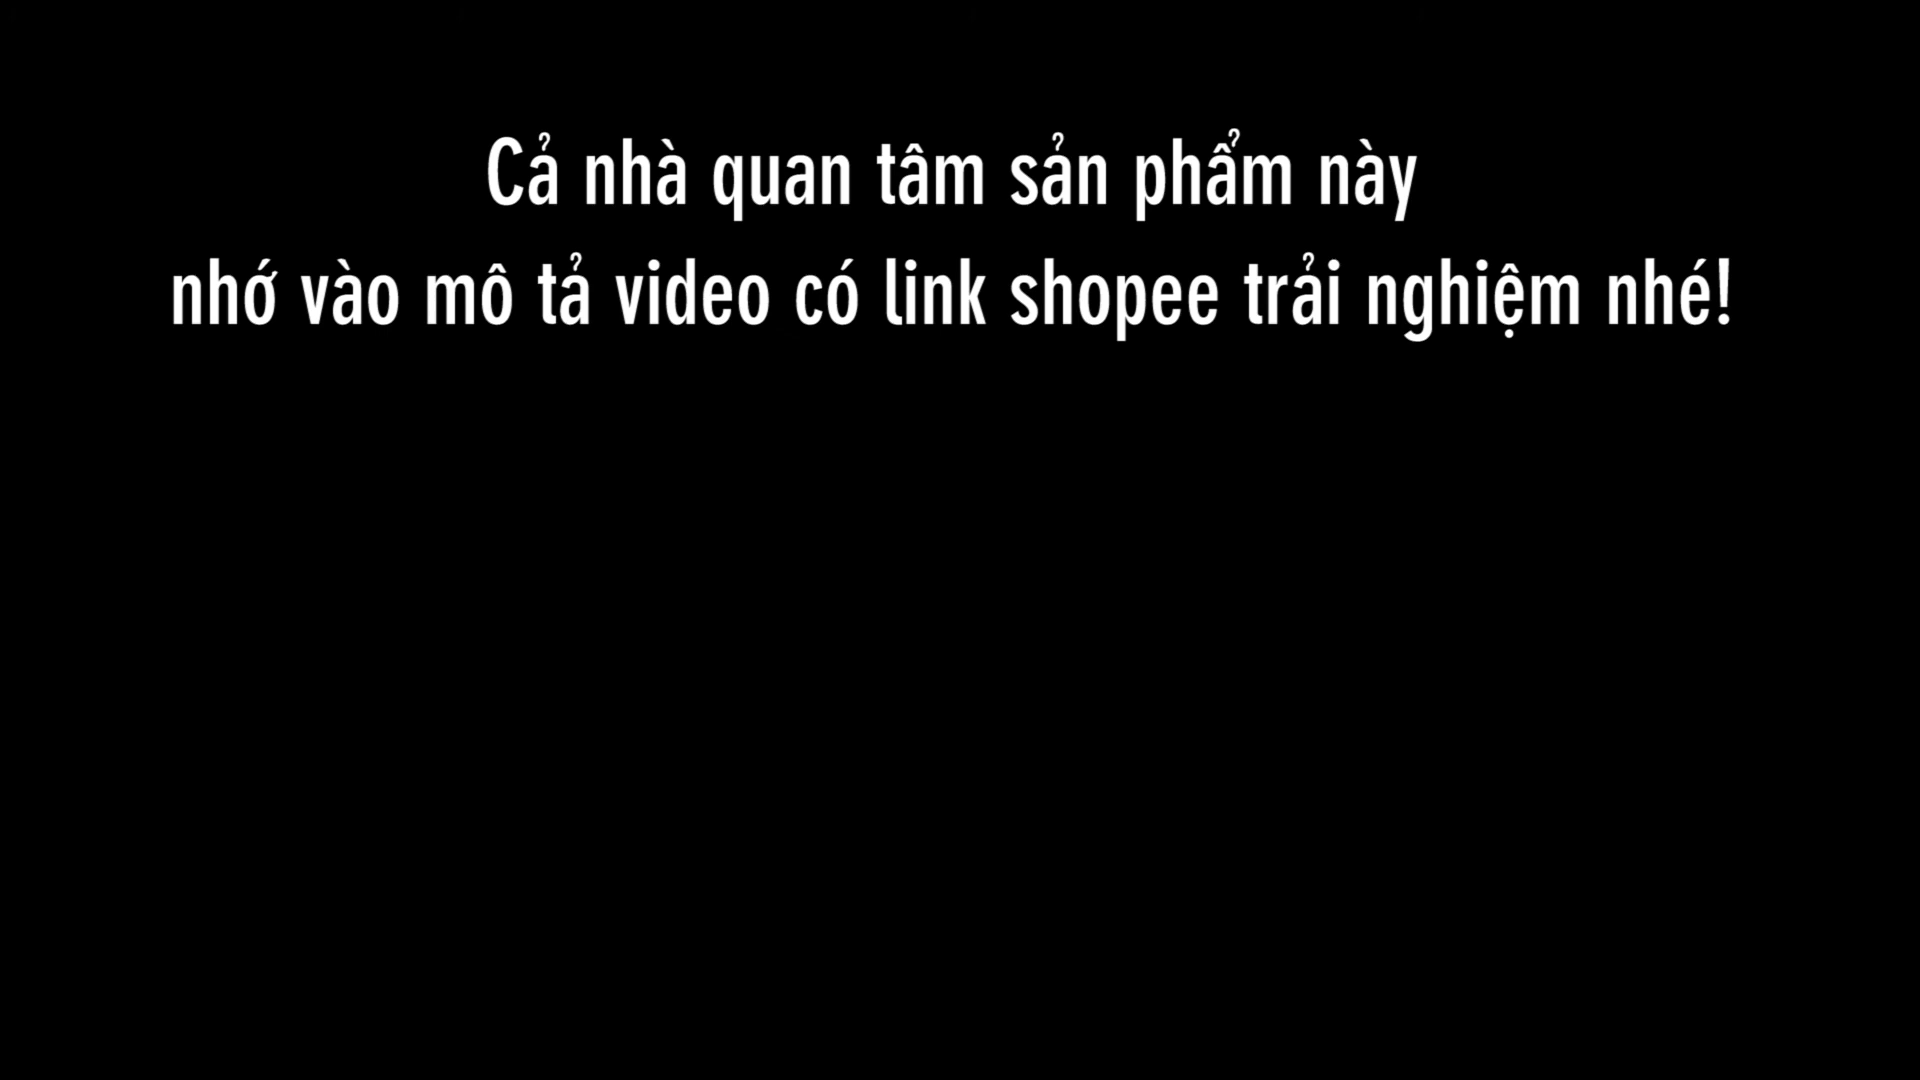 Cả nhà quan tâm sản phẩm này
nhớ vào mô tả video có link shopee trải nghiệm nhé!